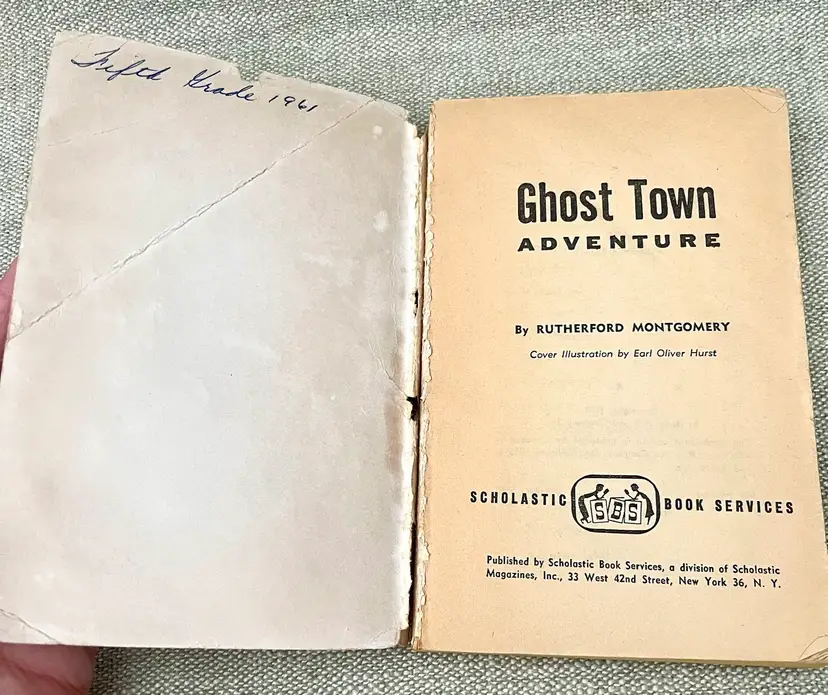 Fifth Grade 1961
Ghost Town
ADVENTURE
By RUTHERFORD MONTGOMERY
Cover Illustration by Earl Oliver Hurst
SCHOLASTIC SBS BOOK SERVICES
Published by Scholastic Book Services, a division of Scholastic
Magazines, Inc., 33 West 42nd Street, New York 36, N. Y.